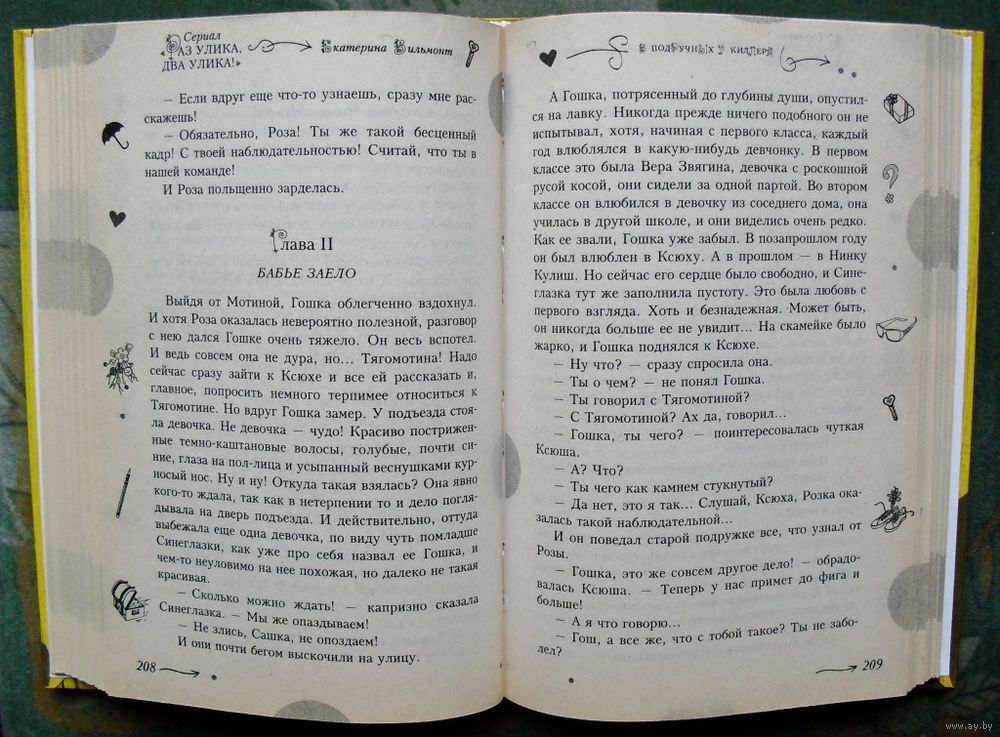 Сериал
«РАЗ УЛИКА,
ДВА УЛИКА!»
Екатерина Вильмонт
— Если вдруг еще что-то узнаешь, сразу мне рас-
скажешь!
— Обязательно, Роза! Ты же такой бесценный
кадр! С твоей наблюдательностью! Считай, что ты в
нашей команде!
И Роза польщенно зарделась.
Глава II
БАБЬЕ ЗАЕЛО
Выйдя от Мотиной, Гошка облегченно вздохнул.
И хотя Роза оказалась невероятно полезной, разговор
с нею дался Гошке очень тяжело. Он весь вспотел.
И ведь совсем она не дура, но... Тягомотина! Надо
сейчас сразу зайти к Ксюхе и все ей рассказать и,
главное, попросить немного терпимее относиться к
Тягомотине. Но вдруг Гошка замер. У подъезда стоя-
ла девочка. Не девочка — чудо! Красиво постриженные
темно-каштановые волосы, голубые, почти си-
ние, глаза на пол-лица и усыпанный веснушками кур-
носый нос. Ну и ну! Откуда такая взялась? Она явно
кого-то ждала, так как в нетерпении то и дело погля-
дывала на дверь подъезда. И действительно, оттуда
выбежала еще одна девочка, по виду чуть помладше
Синеглазки, как уже про себя назвал ее Гошка, и
чем-то неуловимо на нее похожая, но далеко не такая
красивая.
— Сколько можно ждать! — капризно сказала
Синеглазка. — Мы же опаздываем!
— Не злись, Сашка, не опоздаем!
И они почти бегом выскочили на улицу.
208
В ПОДРУЧНЫХ У КИЛЛЕРА
А Гошка, потрясенный до глубины души, опустил-
ся на лавку. Никогда прежде ничего подобного он не
испытывал, хотя, начиная с первого класса, каждый
год влюблялся в какую-нибудь девчонку. В первом
классе это была Вера Звягина, девочка с роскошной
русой косой, они сидели за одной партой. Во втором
классе он влюбился в девочку из соседнего дома, она
училась в другой школе, и они виделись очень редко.
Как ее звали, Гошка уже забыл. В позапрошлом году
он был влюблен в Ксюху. А в прошлом — в Нинку
Кулиш. Но сейчас его сердце было свободно, и Сине-
глазка тут же заполнила пустоту. Это была любовь с
первого взгляда. Хоть и безнадежная. Может быть,
он никогда больше ее не увидит... На скамейке было
жарко, и Гошка поднялся к Ксюхе.
— Ну что? — сразу спросила она.
— Ты о чем? — не понял Гошка.
— Ты говорил с Тягомотиной?
— С Тягомотиной? Ах да, говорил...
— Гошка, ты чего? — поинтересовалась чуткая
Ксюша.
— А? Что?
— Ты чего как камнем стукнутый?
— Да нет, это я так... Слушай, Ксюха, Розка ока-
залась такой наблюдательной...
И он поведал старой подружке все, что узнал от
Розы.
— Гошка, это же совсем другое дело! — обрадо-
валась Ксюша. — Теперь у нас примет до фига и
больше!
— А я что говорю...
— Гош, а все же, что с тобой такое? Ты не забо-
лел?
209
www.ay.by